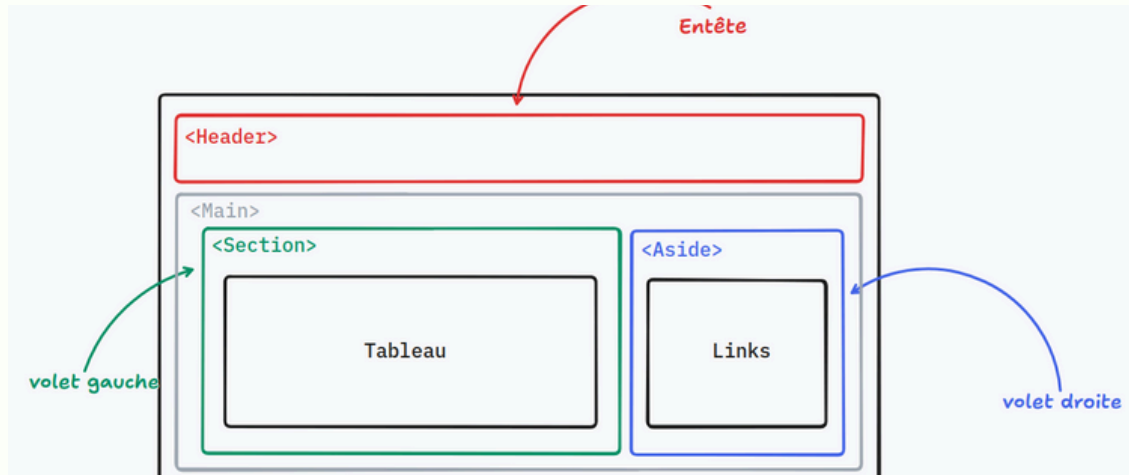 Entête
<Header>
<Main>
<Section>
<Aside>
Tableau
Links
volet gauche
volet droite